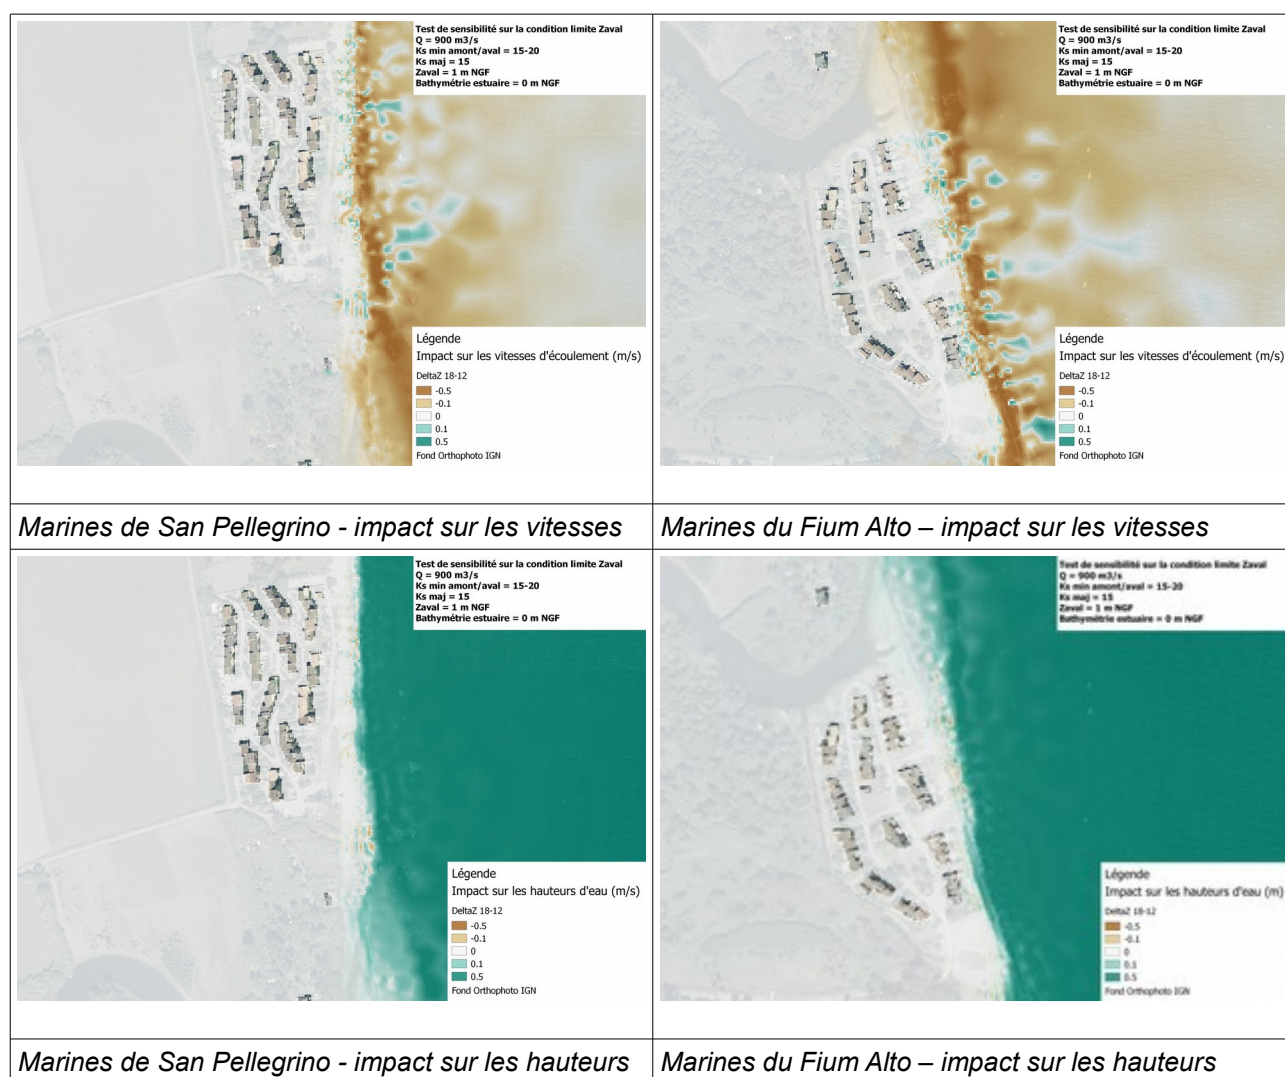 Test de sensibilité sur la condition limite Zaval
Q = 900 m3/s
Ks min amont/aval = 15-20
Ks maj = 15
Zaval = 1 m NGF
Bathymétrie estuaire = 0 m NGF
Légende
Impact sur les vitesses d'écoulement (m/s)
DeltaZ 18-12
-0.5
-0.1
0
0.1
0.5
Fond Orthophoto IGN
Test de sensibilité sur la condition limite Zaval
Q = 900 m3/s
Ks min amont/aval = 15-20
Ks maj = 15
Zaval = 1 m NGF
Bathymétrie estuaire = 0 m NGF
Légende
Impact sur les vitesses d'écoulement (m/s)
DeltaZ 18-12
-0.5
-0.1
0
0.1
0.5
Fond Orthophoto IGN
Marines de San Pellegrino - impact sur les vitesses
Marines du Fium Alto – impact sur les vitesses
Test de sensibilité sur la condition limite Zaval
Q = 900 m3/s
Ks min amont/aval = 15-20
Ks maj = 15
Zaval = 1 m NGF
Bathymétrie estuaire = 0 m NGF
Légende
Impact sur les hauteurs d'eau (m/s)
DeltaZ 18-12
-0.5
-0.1
0
0.1
0.5
Fond Orthophoto IGN
Test de sensibilité sur la condition limite Zaval
Q = 900 m3/s
Ks min amont/aval = 15-20
Ks maj = 15
Zaval = 1 m NGF
Bathymétrie estuaire = 0 m NGF
Légende
Impact sur les hauteurs d'eau (m)
DeltaZ 18-12
-0.5
-0.1
0
0.1
0.5
Fond Orthophoto IGN
Marines de San Pellegrino - impact sur les hauteurs
Marines du Fium Alto – impact sur les hauteurs